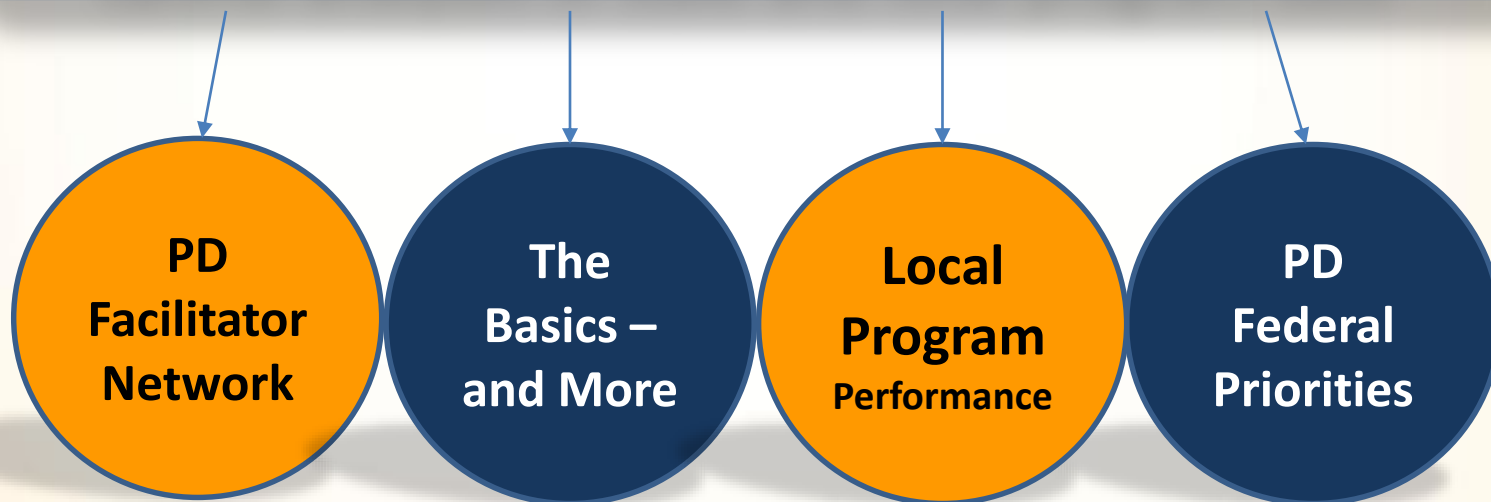 PD
Facilitator
Network
The
Basics –
and More
Local
Program
Performance
PD
Federal
Priorities